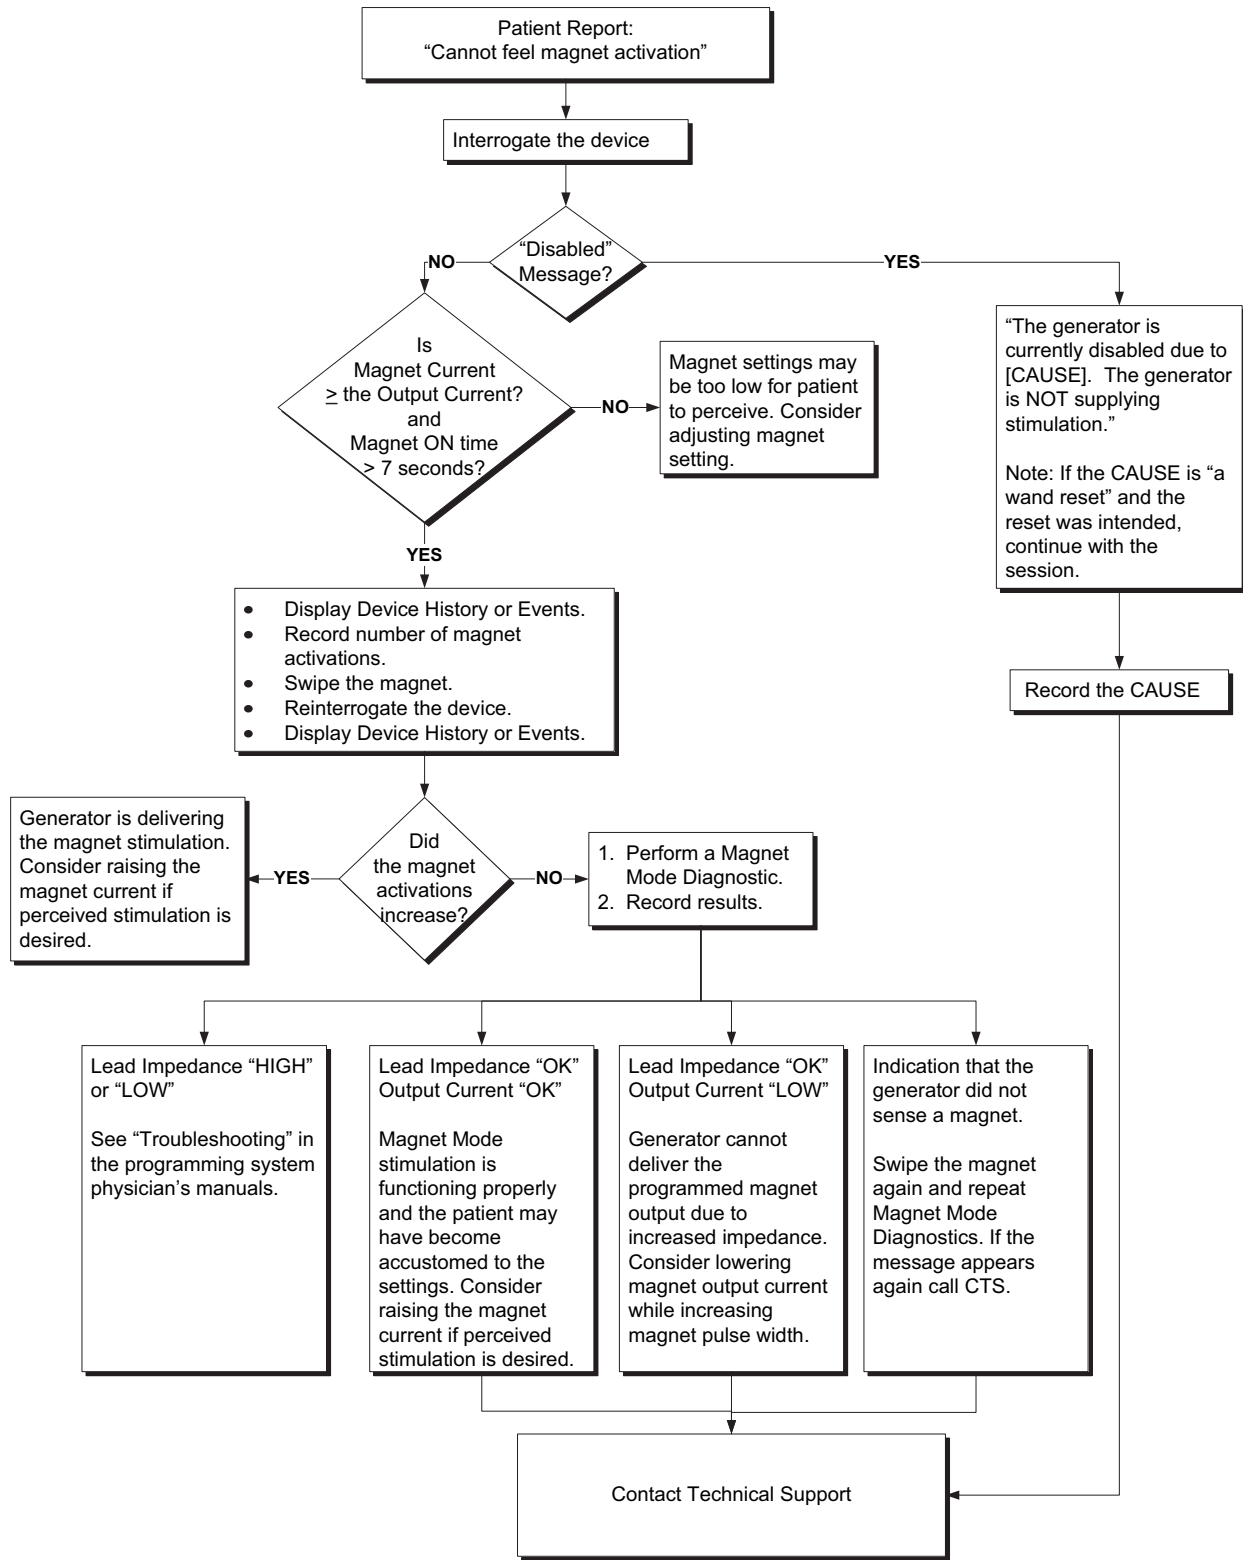 Patient Report:
“Cannot feel magnet activation”
Interrogate the device
“Disabled”
Message?
NO
YES
Is
Magnet Current
≥ the Output Current?
and
Magnet ON time
> 7 seconds?
NO
Magnet settings may
be too low for patient
to perceive. Consider
adjusting magnet
setting.
“The generator is
currently disabled due to
[CAUSE].  The generator
is NOT supplying
stimulation.”
Note: If the CAUSE is “a
wand reset” and the
reset was intended,
continue with the
session.
YES
• Display Device History or Events.
• Record number of magnet
activations.
• Swipe the magnet.
• Reinterrogate the device.
• Display Device History or Events.
Record the CAUSE
Generator is delivering
the magnet stimulation.
Consider raising the
magnet current if
perceived stimulation is
desired.
YES
Did
the magnet
activations
increase?
NO
1. Perform a Magnet
Mode Diagnostic.
2. Record results.
Lead Impedance “HIGH”
or “LOW”
See “Troubleshooting” in
the programming system
physician’s manuals.
Lead Impedance “OK”
Output Current “OK”
Magnet Mode
stimulation is
functioning properly
and the patient may
have become
accustomed to the
settings. Consider
raising the magnet
current if perceived
stimulation is desired.
Lead Impedance “OK”
Output Current “LOW”
Generator cannot
deliver the
programmed magnet
output due to
increased impedance.
Consider lowering
magnet output current
while increasing
magnet pulse width.
Indication that the
generator did not
sense a magnet.
Swipe the magnet
again and repeat
Magnet Mode
Diagnostics. If the
message appears
again call CTS.
Contact Technical Support